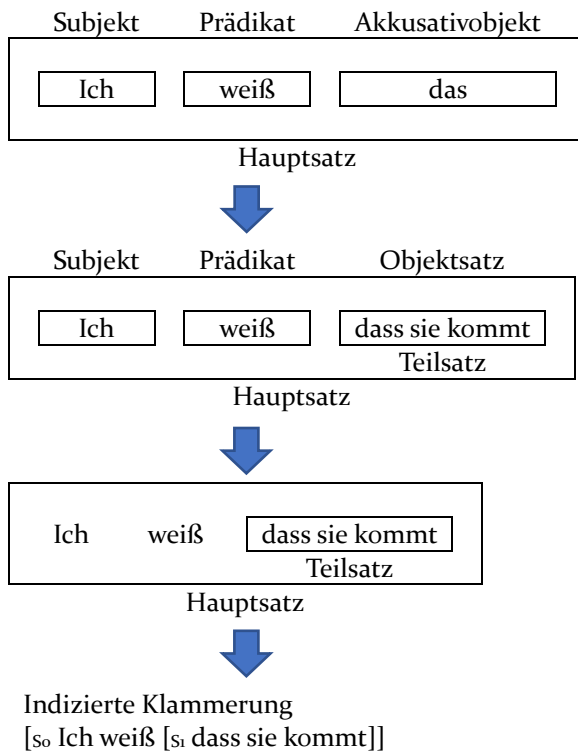 Subjekt Prädikat Akkusativobjekt
Ich weiß das
Hauptsatz
Subjekt Prädikat Objektsatz
Ich weiß dass sie kommt
Teilsatz
Hauptsatz
Ich weiß dass sie kommt
Teilsatz
Hauptsatz
Indizierte Klammerung
[S0 Ich weiß [S1 dass sie kommt]]